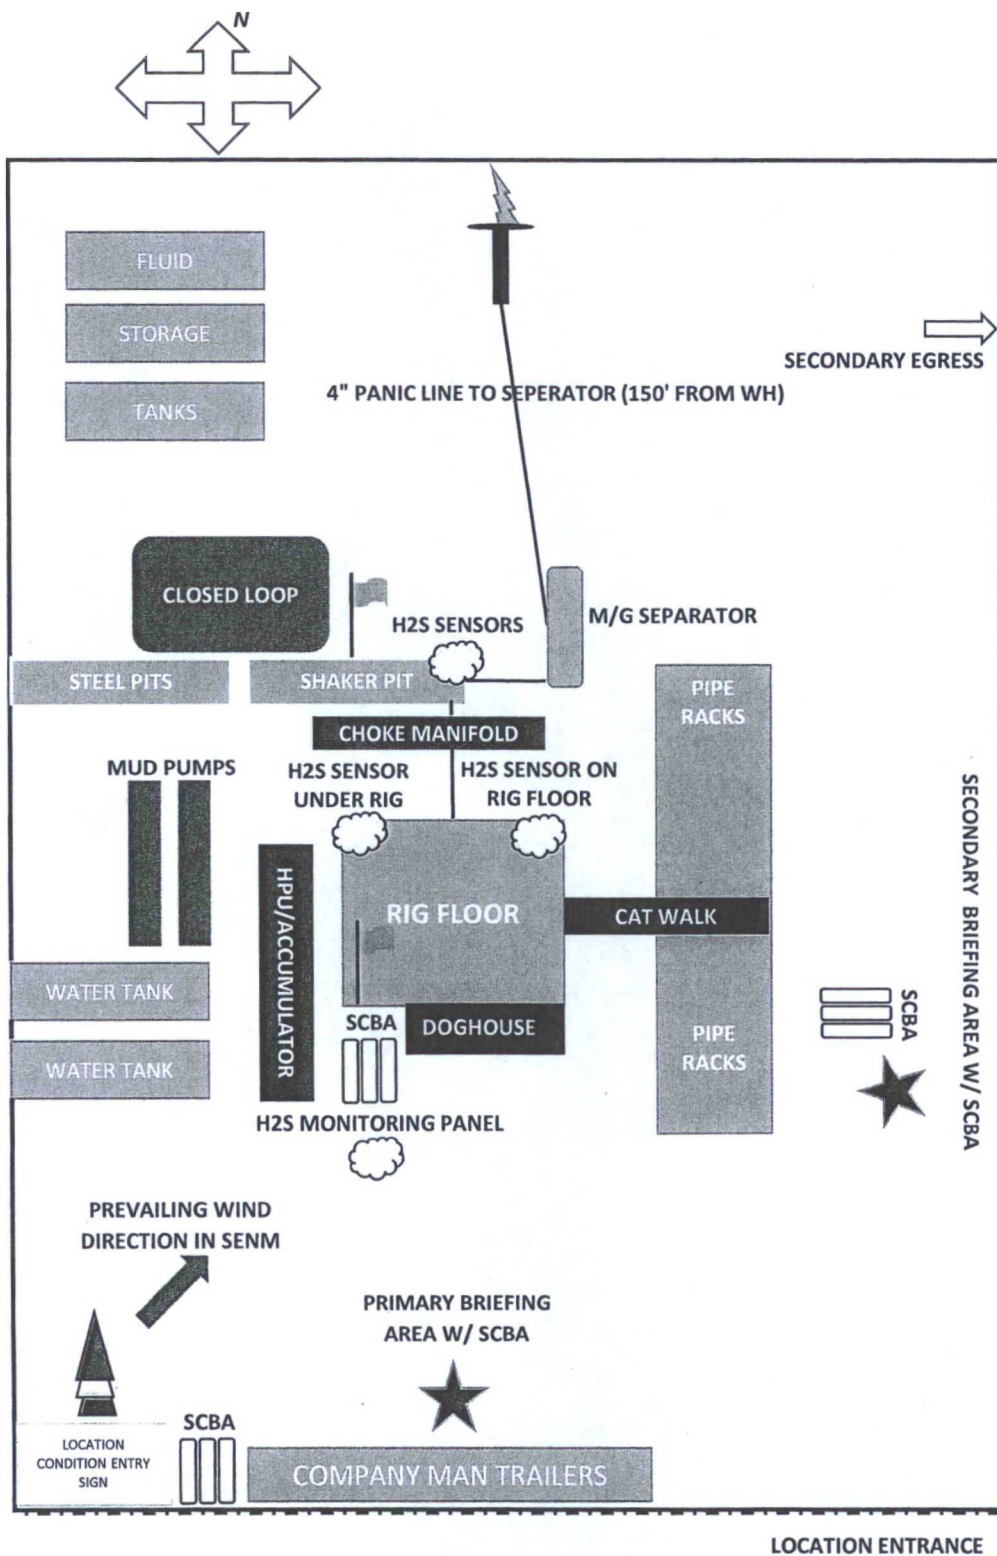 N
FLUID
STORAGE
TANKS
SECONDARY EGRESS
4" PANIC LINE TO SEPERATOR (150' FROM WH)
CLOSED LOOP
H2S SENSORS
M/G SEPARATOR
STEEL PITS
SHAKER PIT
PIPE
RACKS
CHOKE MANIFOLD
MUD PUMPS
H2S SENSOR
UNDER RIG
H2S SENSOR ON
RIG FLOOR
HPU/ACCUMULATOR
RIG FLOOR
CAT WALK
SECONDARY BRIEFING AREA W/ SCBA
WATER TANK
SCBA
DOGHOUSE
SCBA
PIPE
RACKS
WATER TANK
H2S MONITORING PANEL
PREVAILING WIND
DIRECTION IN SENM
PRIMARY BRIEFING
AREA W/ SCBA
LOCATION
CONDITION ENTRY
SIGN
SCBA
COMPANY MAN TRAILERS
LOCATION ENTRANCE